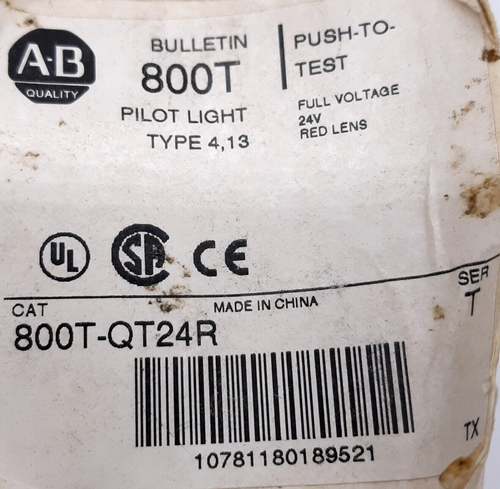 A-B
QUALITY
BULLETIN
800T
PILOT LIGHT
TYPE 4,13
PUSH-TO-
TEST
FULL VOLTAGE
24V
RED LENS
UL
SA
CE
SER
T
CAT
MADE IN CHINA
800T-QT24R
10781180189521
TX